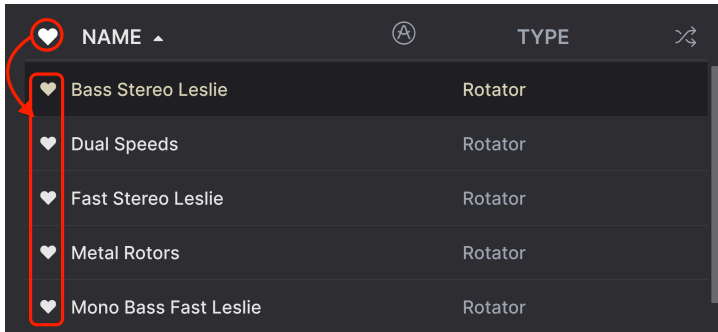 NAME TYPE
Bass Stereo Leslie Rotator
Dual Speeds Rotator
Fast Stereo Leslie Rotator
Metal Rotors Rotator
Mono Bass Fast Leslie Rotator